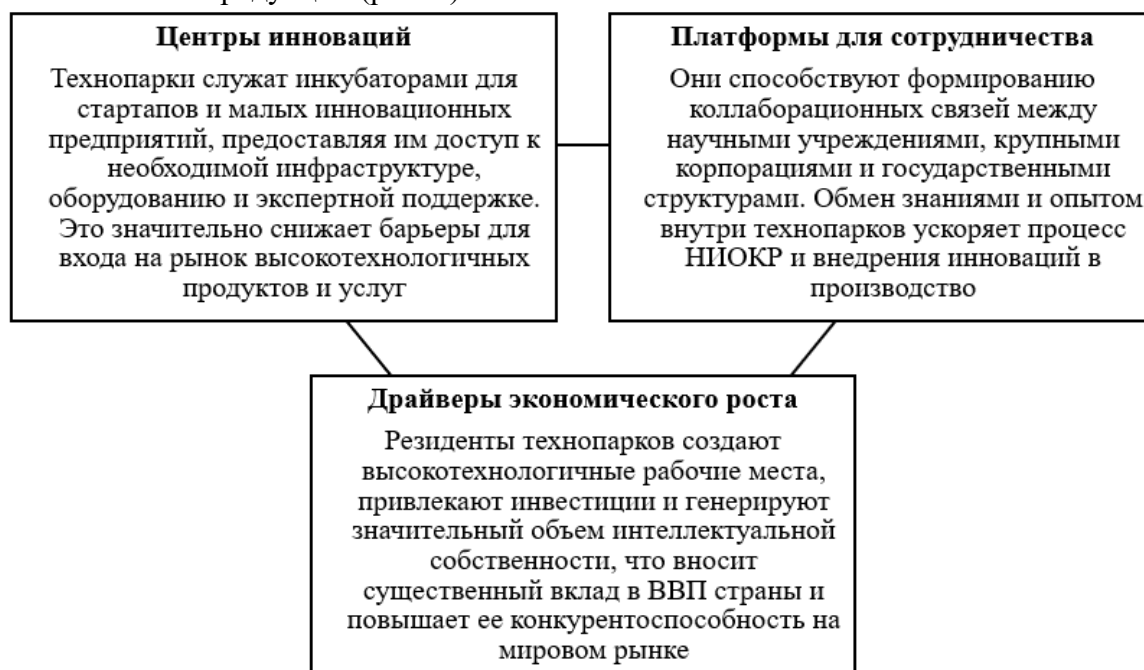 Центры инноваций
Технопарки служат инкубаторами для
стартапов и малых инновационных
предприятий, предоставляя им доступ к
необходимой инфраструктуре,
оборудованию и экспертной поддержке.
Это значительно снижает барьеры для
входа на рынок высокотехнологичных
продуктов и услуг
Платформы для сотрудничества
Они способствуют формированию
коллаборационных связей между
научными учреждениями, крупными
корпорациями и государственными
структурами. Обмен знаниями и опытом
внутри технопарков ускоряет процесс
НИОКР и внедрения инноваций в
производство
Драйверы экономического роста
Резиденты технопарков создают
высокотехнологичные рабочие места,
привлекают инвестиции и генерируют
значительный объем интеллектуальной
собственности, что вносит
существенный вклад в ВВП страны и
повышает ее конкурентоспособность на
мировом рынке